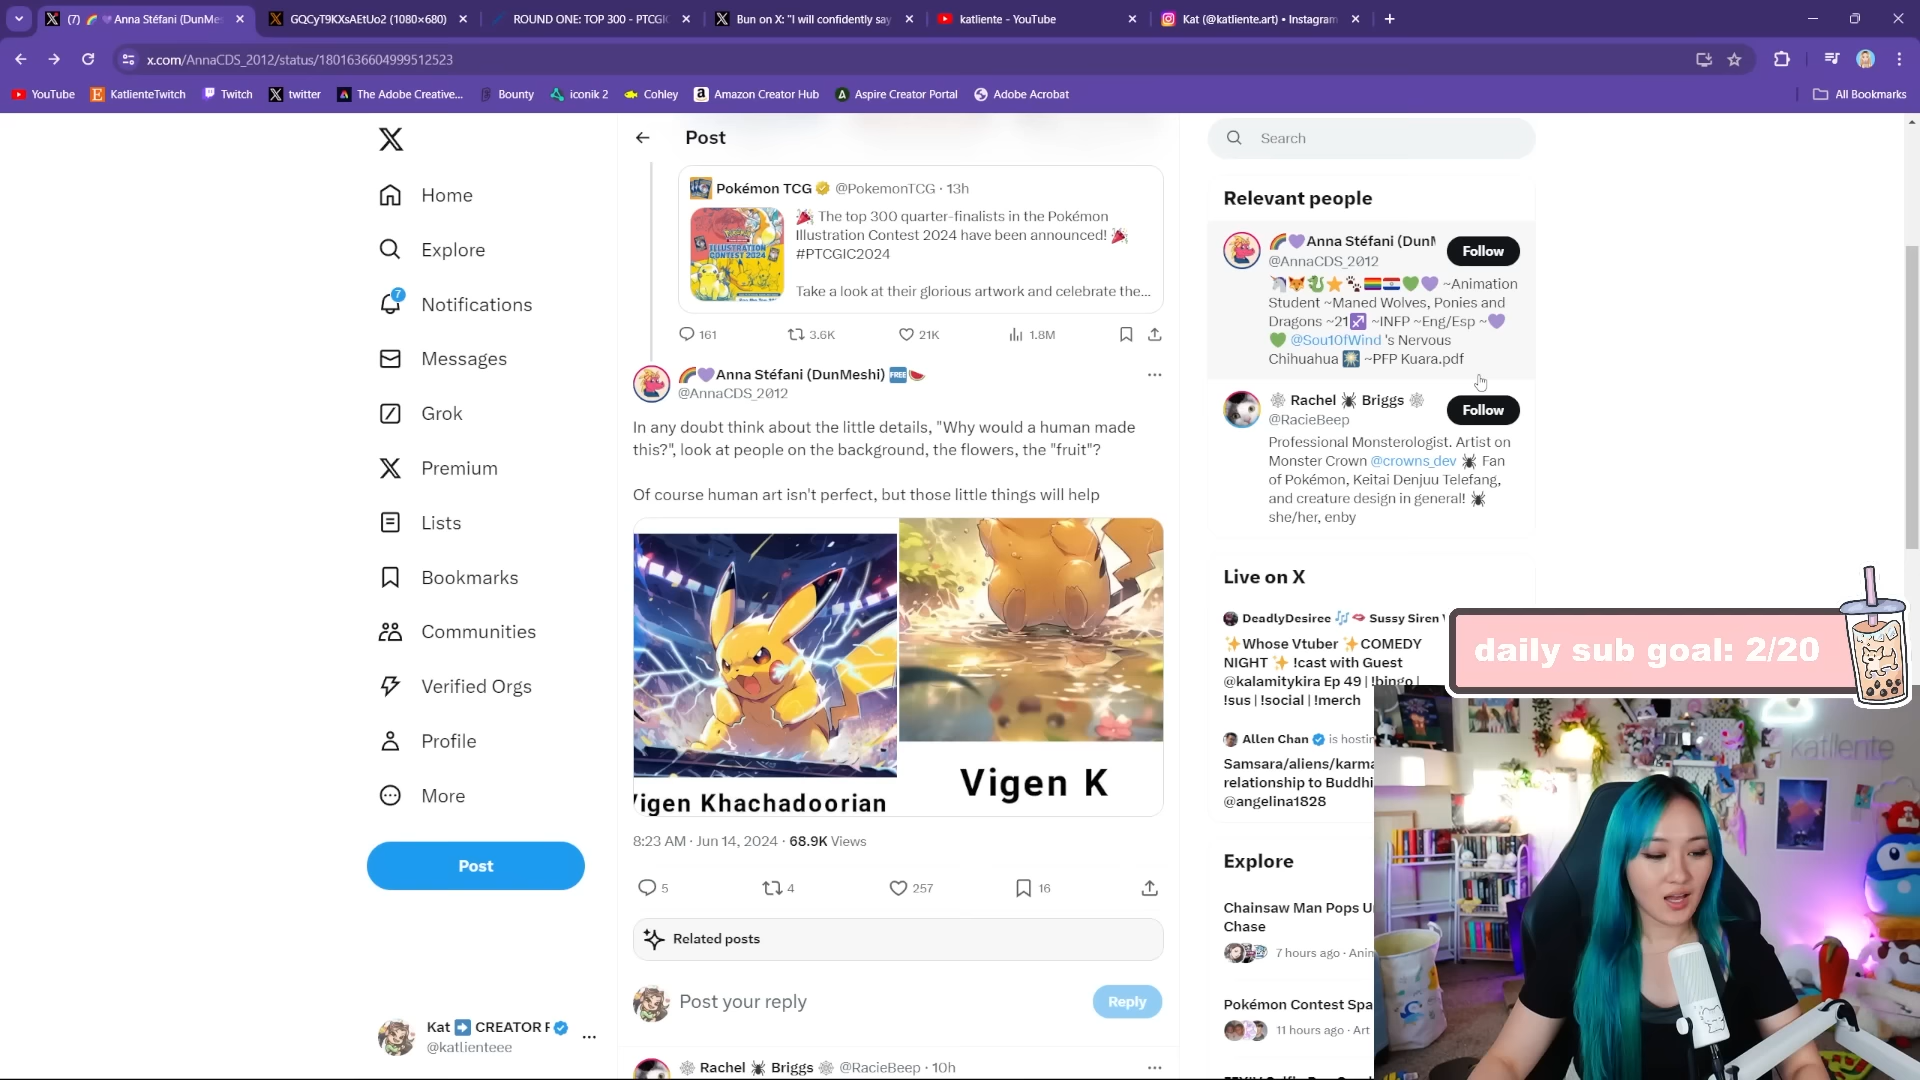 (7) 🌈💜Anna Stéfani (DunMes
GQCyT9KXsAEtUo2 (1080×680)
ROUND ONE: TOP 300 - PTCGIC
Bun on X: "I will confidently say
katliente - YouTube
Kat (@katliente.art) • Instagram
x.com/AnnaCDS_2012/status/1801636604999512523
YouTube
KatlienteTwitch
Twitch
twitter
The Adobe Creative...
Bounty
iconik 2
Cohley
Amazon Creator Hub
Aspire Creator Portal
Adobe Acrobat
All Bookmarks
Home
Explore
7
Notifications
Messages
Grok
Premium
Lists
Bookmarks
Communities
Verified Orgs
Profile
More
Post
Kat ➡️ CREATOR F
@katlienteee
Post
Pokémon TCG @PokemonTCG · 13h
🎉 The top 300 quarter-finalists in the Pokémon
Illustration Contest 2024 have been announced! 🎉
#PTCGIC2024
Take a look at their glorious artwork and celebrate the...
POKÉMON
ILLUSTRATION
CONTEST 2024
161
3.6K
21K
1.8M
🌈💜Anna Stéfani (DunMeshi) 🆓🍉
@AnnaCDS_2012
In any doubt think about the little details, "Why would a human made
this?", look at people on the background, the flowers, the "fruit"?
Of course human art isn't perfect, but those little things will help
Vigen Khachadoorian
Vigen K
8:23 AM · Jun 14, 2024 · 68.9K Views
5
4
257
16
Related posts
Post your reply
Reply
🕸️ Rachel 🕷️ Briggs 🕸️ @RacieBeep · 10h
Search
Relevant people
🌈💜Anna Stéfani (DunM
@AnnaCDS_2012
Follow
🦄🦊🐉⭐🐾🏳️‍🌈🇵🇾💚💜 ~Animation
Student ~Maned Wolves, Ponies and
Dragons ~21♐ ~INFP ~Eng/Esp ~💜
💚 @Sou10fWind 's Nervous
Chihuahua 🎆 ~PFP Kuara.pdf
🕸️ Rachel 🕷️ Briggs 🕸️
@RacieBeep
Follow
Professional Monsterologist. Artist on
Monster Crown @crowns_dev 🕷️ Fan
of Pokémon, Keitai Denjuu Telefang,
and creature design in general! 🕷️
she/her, enby
Live on X
DeadlyDesiree 🎶 👄 Sussy Siren
✨Whose Vtuber ✨COMEDY
NIGHT ✨ !cast with Guest
@kalamitykira Ep 49 | !bingo |
!sus | !social | !merch
Allen Chan is hostin
Samsara/aliens/karma
relationship to Buddhi
@angelina1828
Explore
Chainsaw Man Pops U
Chase
7 hours ago · Anim
Pokémon Contest Spa
11 hours ago · Art
daily sub goal: 2/20
katliente